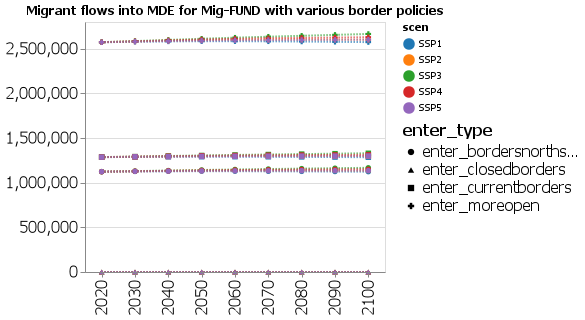 Migrant flows into MDE for Mig-FUND with various border policies
2,500,000
2,000,000
1,500,000
1,000,000
500,000
0
2020
2030
2040
2050
2060
2070
2080
2090
2100
scen
SSP1
SSP2
SSP3
SSP4
SSP5
enter_type
enter_bordersnorths...
enter_closedborders
enter_currentborders
enter_moreopen